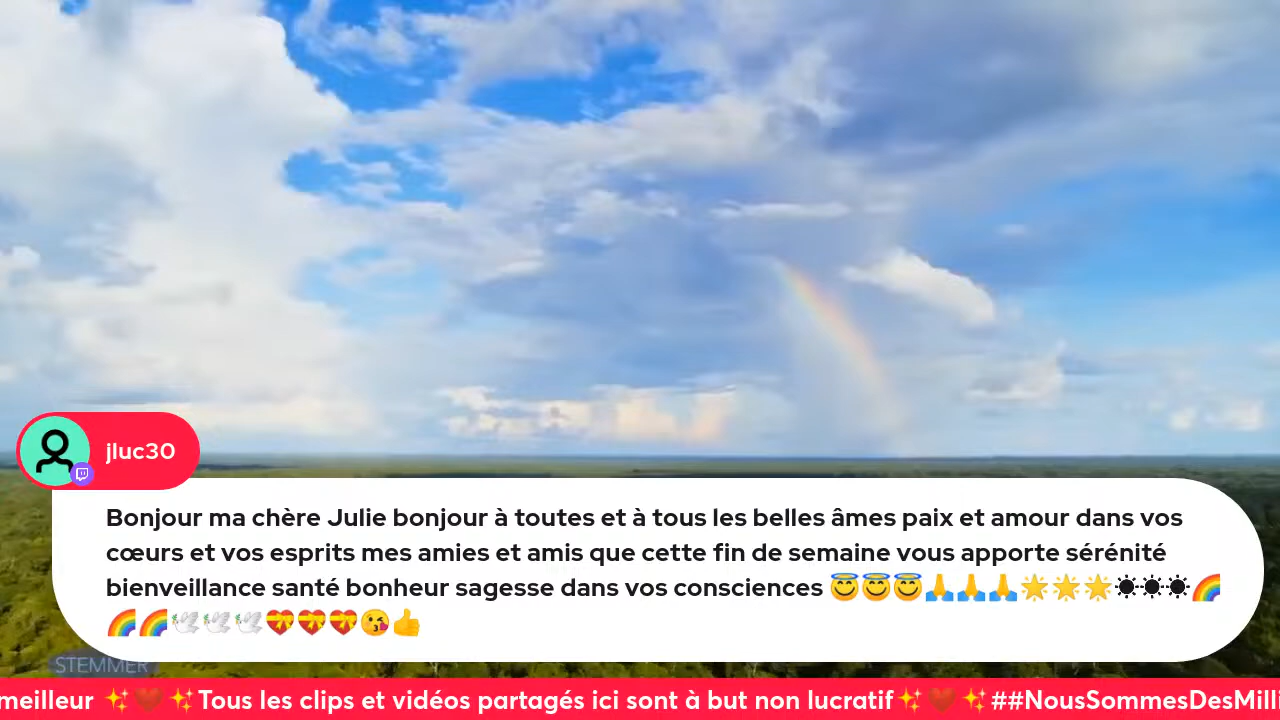 jluc30
Bonjour ma chère Julie bonjour à toutes et à tous les belles âmes paix et amour dans vos
cœurs et vos esprits mes amies et amis que cette fin de semaine vous apporte sérénité
bienveillance santé bonheur sagesse dans vos consciences 😇😇😇🙏🙏🙏🌟🌟🌟☀☀☀🌈
🌈🌈🕊🕊🕊💝💝💝😘👍
STEMMER
meilleur ✨❤️✨Tous les clips et vidéos partagés ici sont à but non lucratif✨❤️✨##NousSommesDesMilli